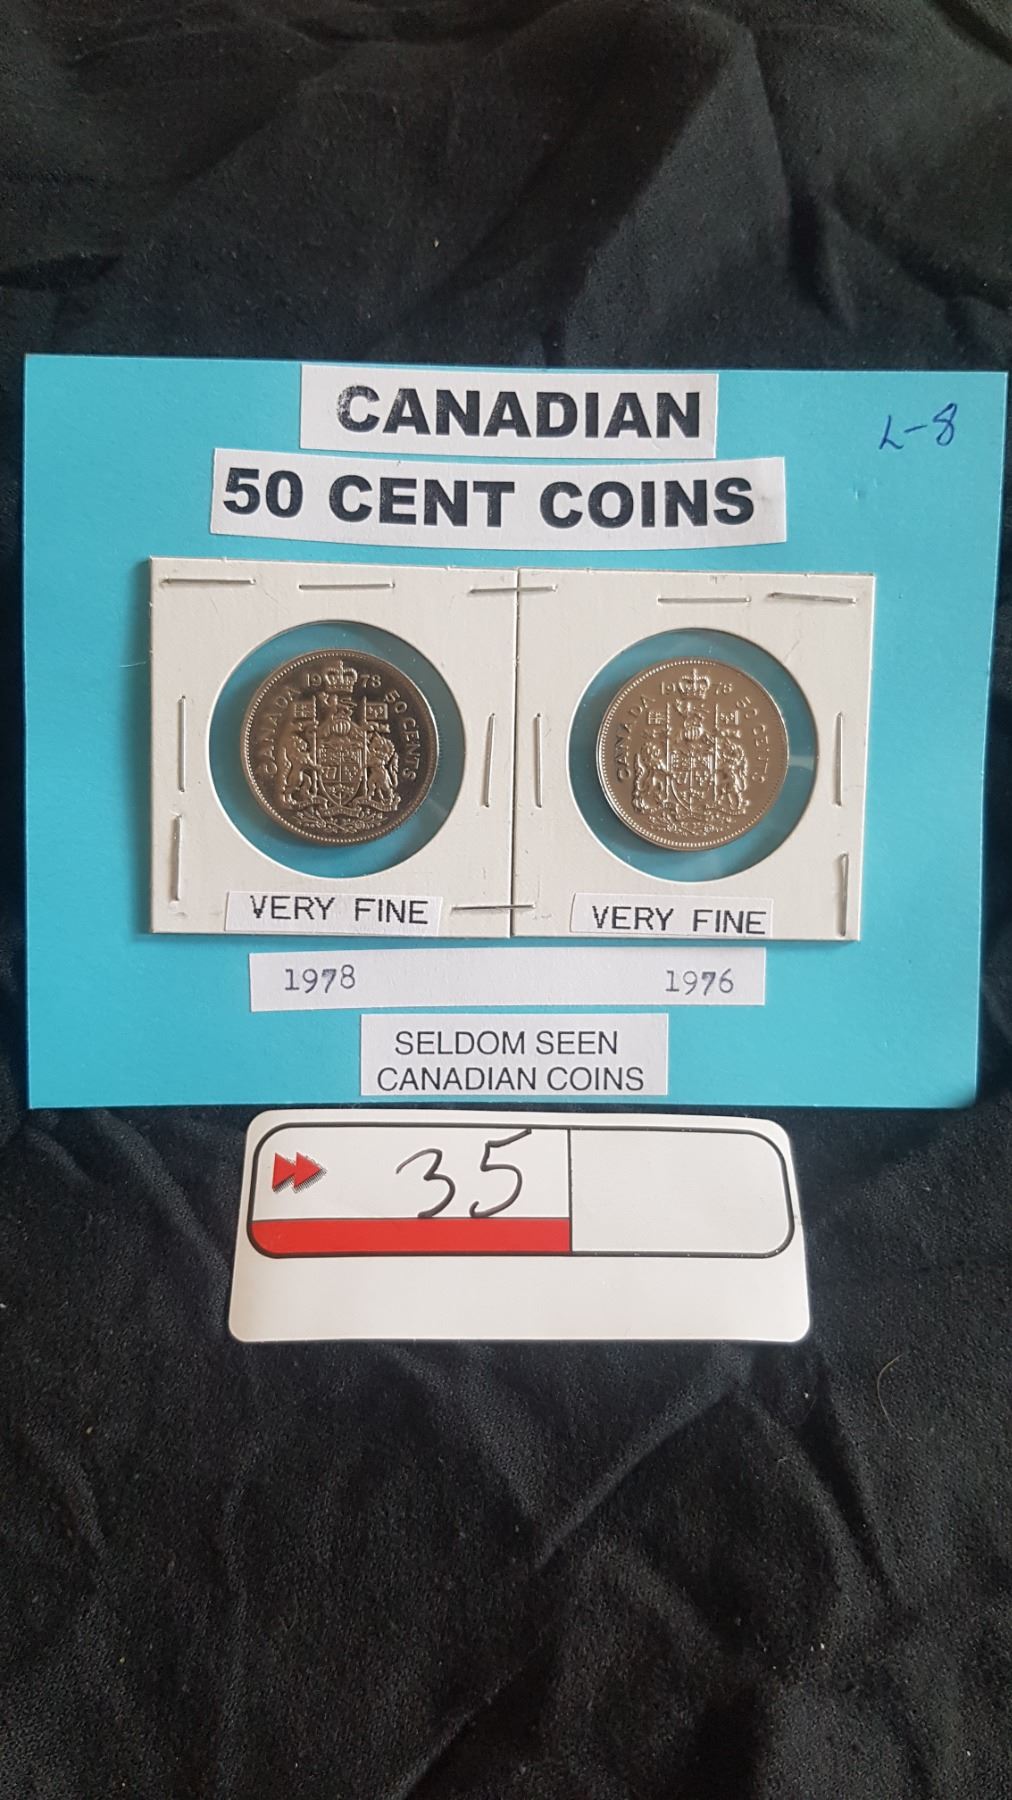 CANADIAN
L-8
50 CENT COINS
CANADA 1978 50 CENTS
CANADA 1976 50 CENTS
VERY FINE
VERY FINE
1978 1976
SELDOM SEEN
CANADIAN COINS
35